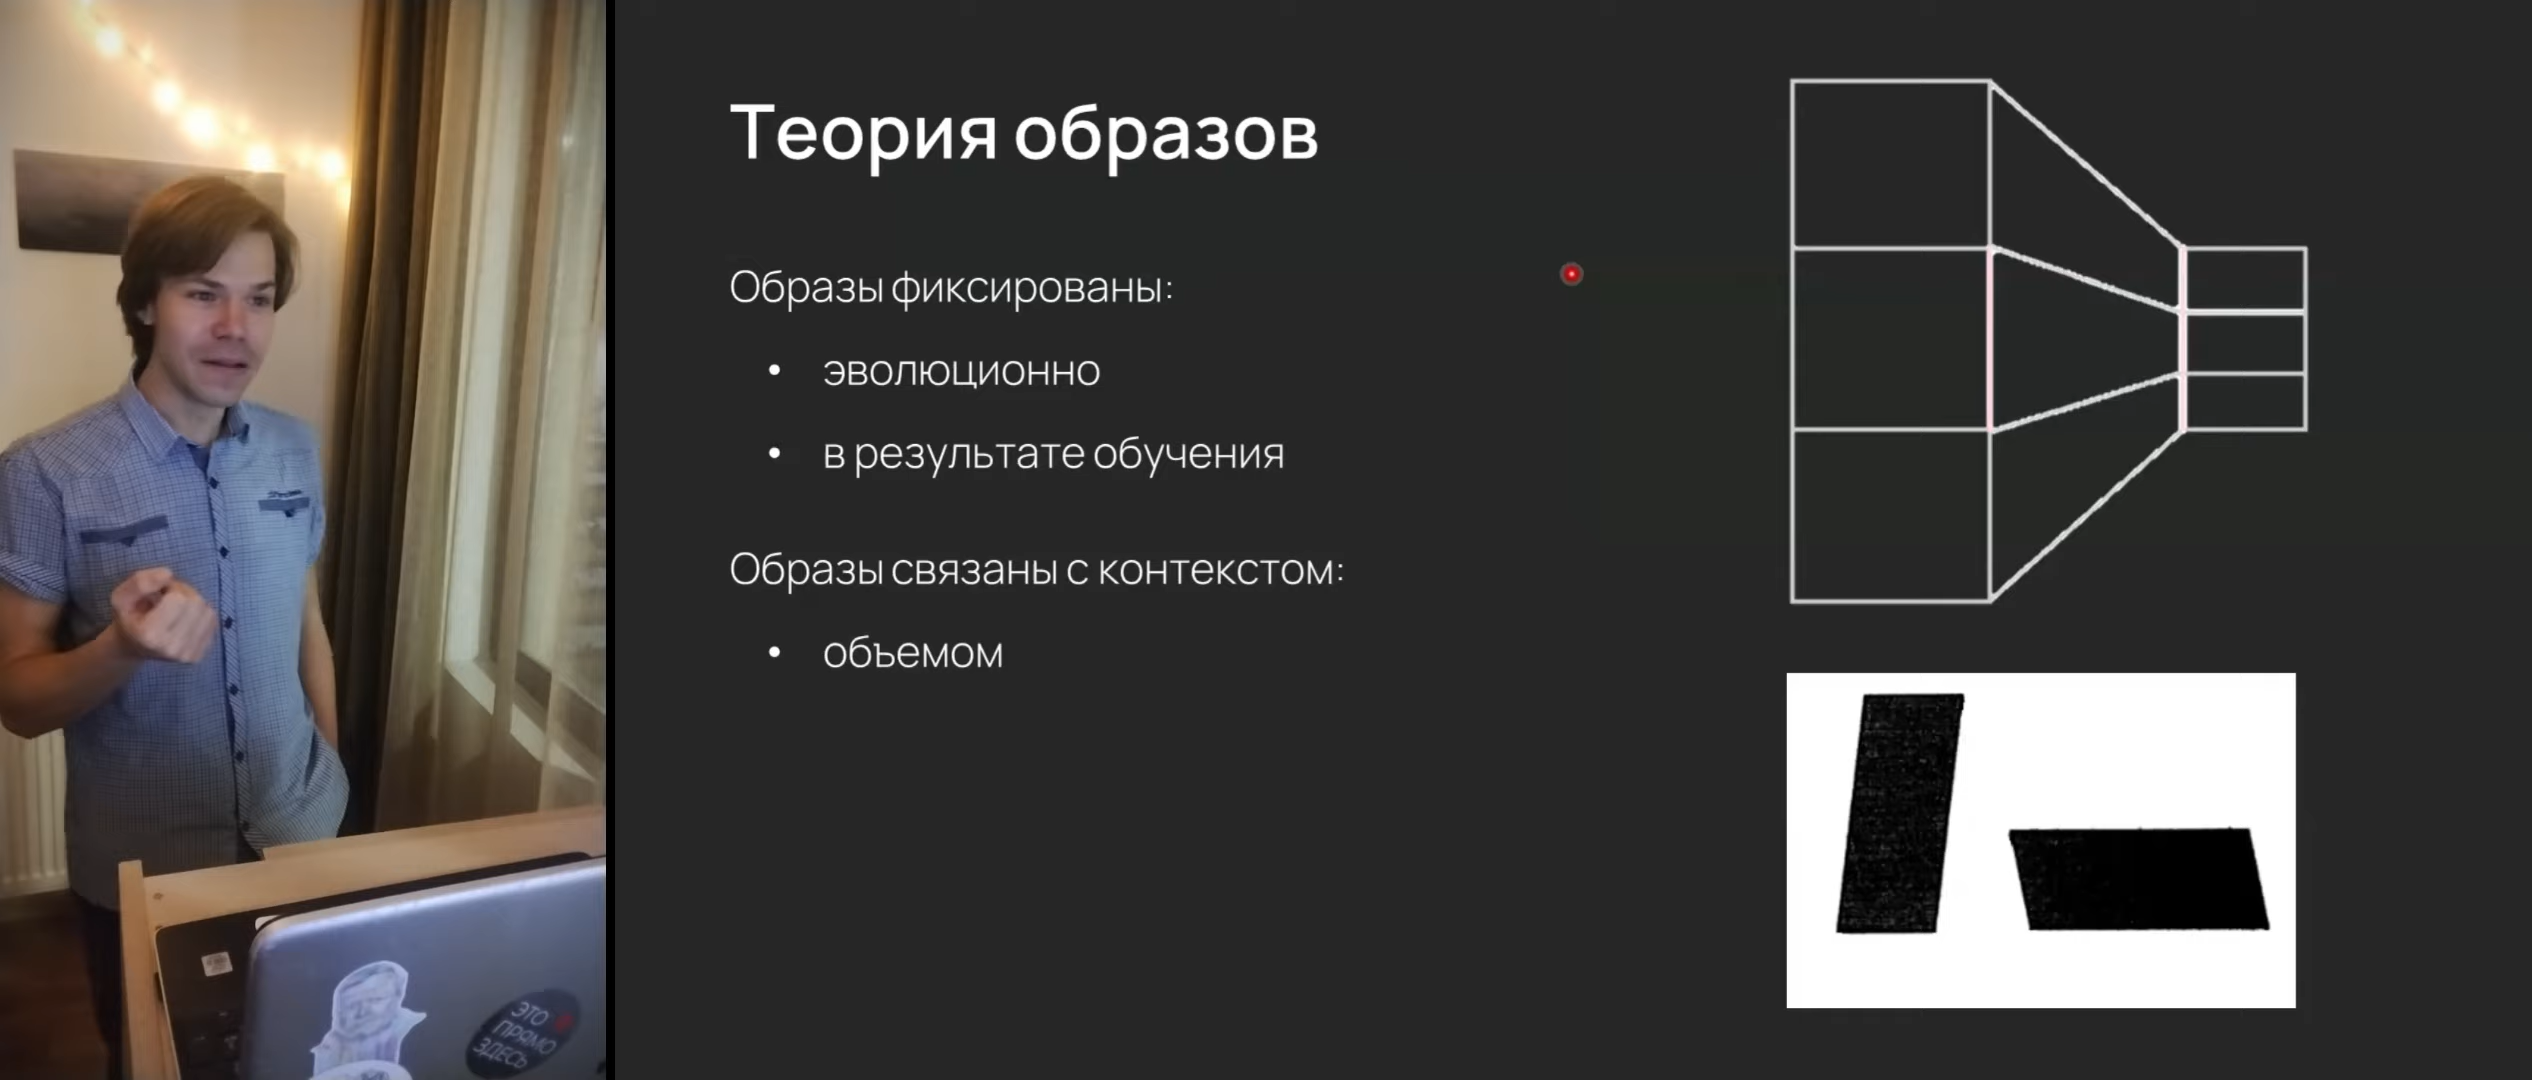 Теория образов
Образы фиксированы:
• эволюционно
• в результате обучения
Образы связаны с контекстом:
• объемом
ЭТО
ПРЯМО
ЗДЕСЬ